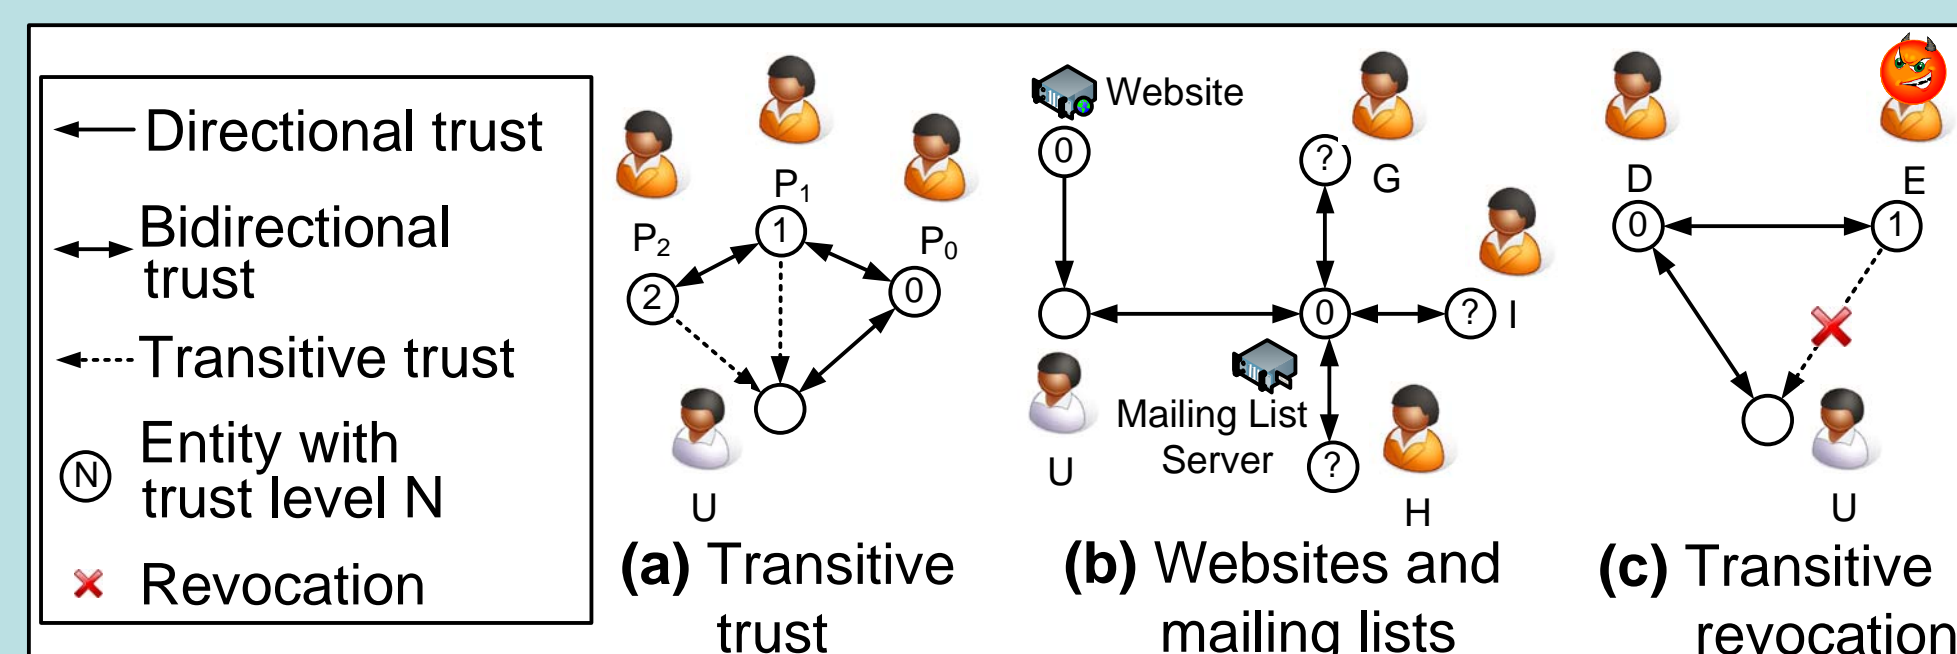 Directional trust
Bidirectional
trust
Transitive trust
N
Entity with
trust level N
Revocation
P₁
P₂
P₀
1
2
0
U
(a) Transitive
trust
Website
0
?
G
0
?
I
Mailing List
Server
U
?
H
(b) Websites and
mailing lists
D
E
0
1
U
(c) Transitive
revocation